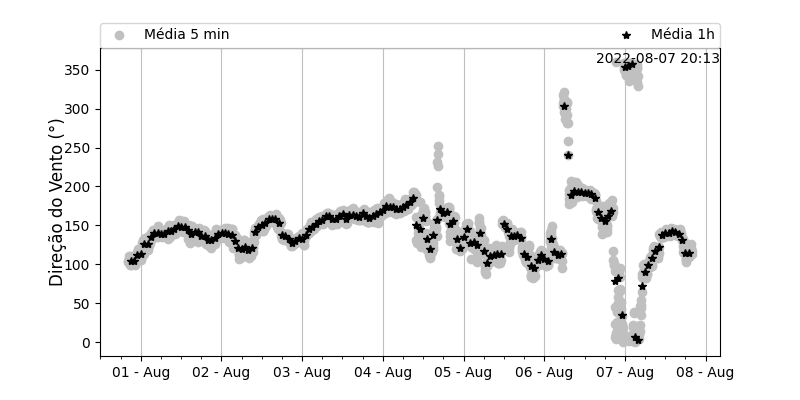 Média 5 min
Média 1h
2022-08-07 20:13
Direção do Vento (°)
350
300
250
200
150
100
50
0
01 - Aug
02 - Aug
03 - Aug
04 - Aug
05 - Aug
06 - Aug
07 - Aug
08 - Aug